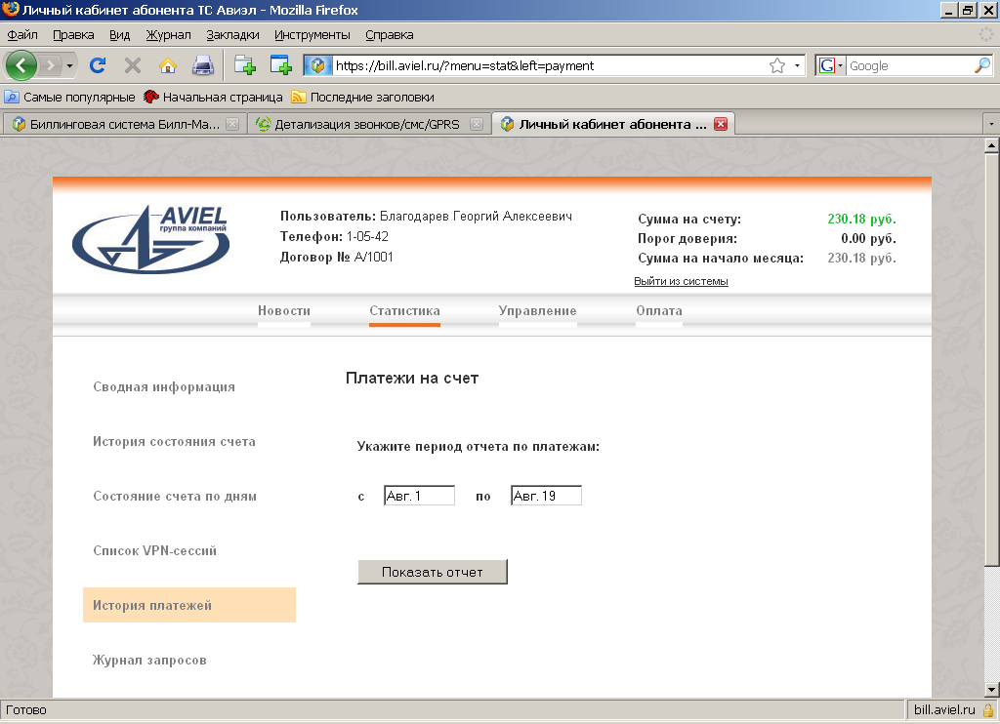 Личный кабинет абонента ТС Авиэл - Mozilla Firefox
Файл Правка Вид Журнал Закладки Инструменты Справка
https://bill.aviel.ru/?menu=stat&left=payment
G Google
Самые популярные Начальная страница Последние заголовки
Биллинговая система Билл-Ма... Детализация звонков/смс/GPRS Личный кабинет абонента ...
AVIEL
группа компаний
Пользователь: Благодарев Георгий Алексеевич
Телефон: 1-05-42
Договор № A/1001
Сумма на счету: 230.18 руб.
Порог доверия: 0.00 руб.
Сумма на начало месяца: 230.18 руб.
Выйти из системы
Новости Статистика Управление Оплата
Сводная информация
История состояния счета
Состояние счета по дням
Список VPN-сессий
История платежей
Журнал запросов
Платежи на счет
Укажите период отчета по платежам:
с Авг. 1 по Авг. 19
Показать отчет
Готово
bill.aviel.ru